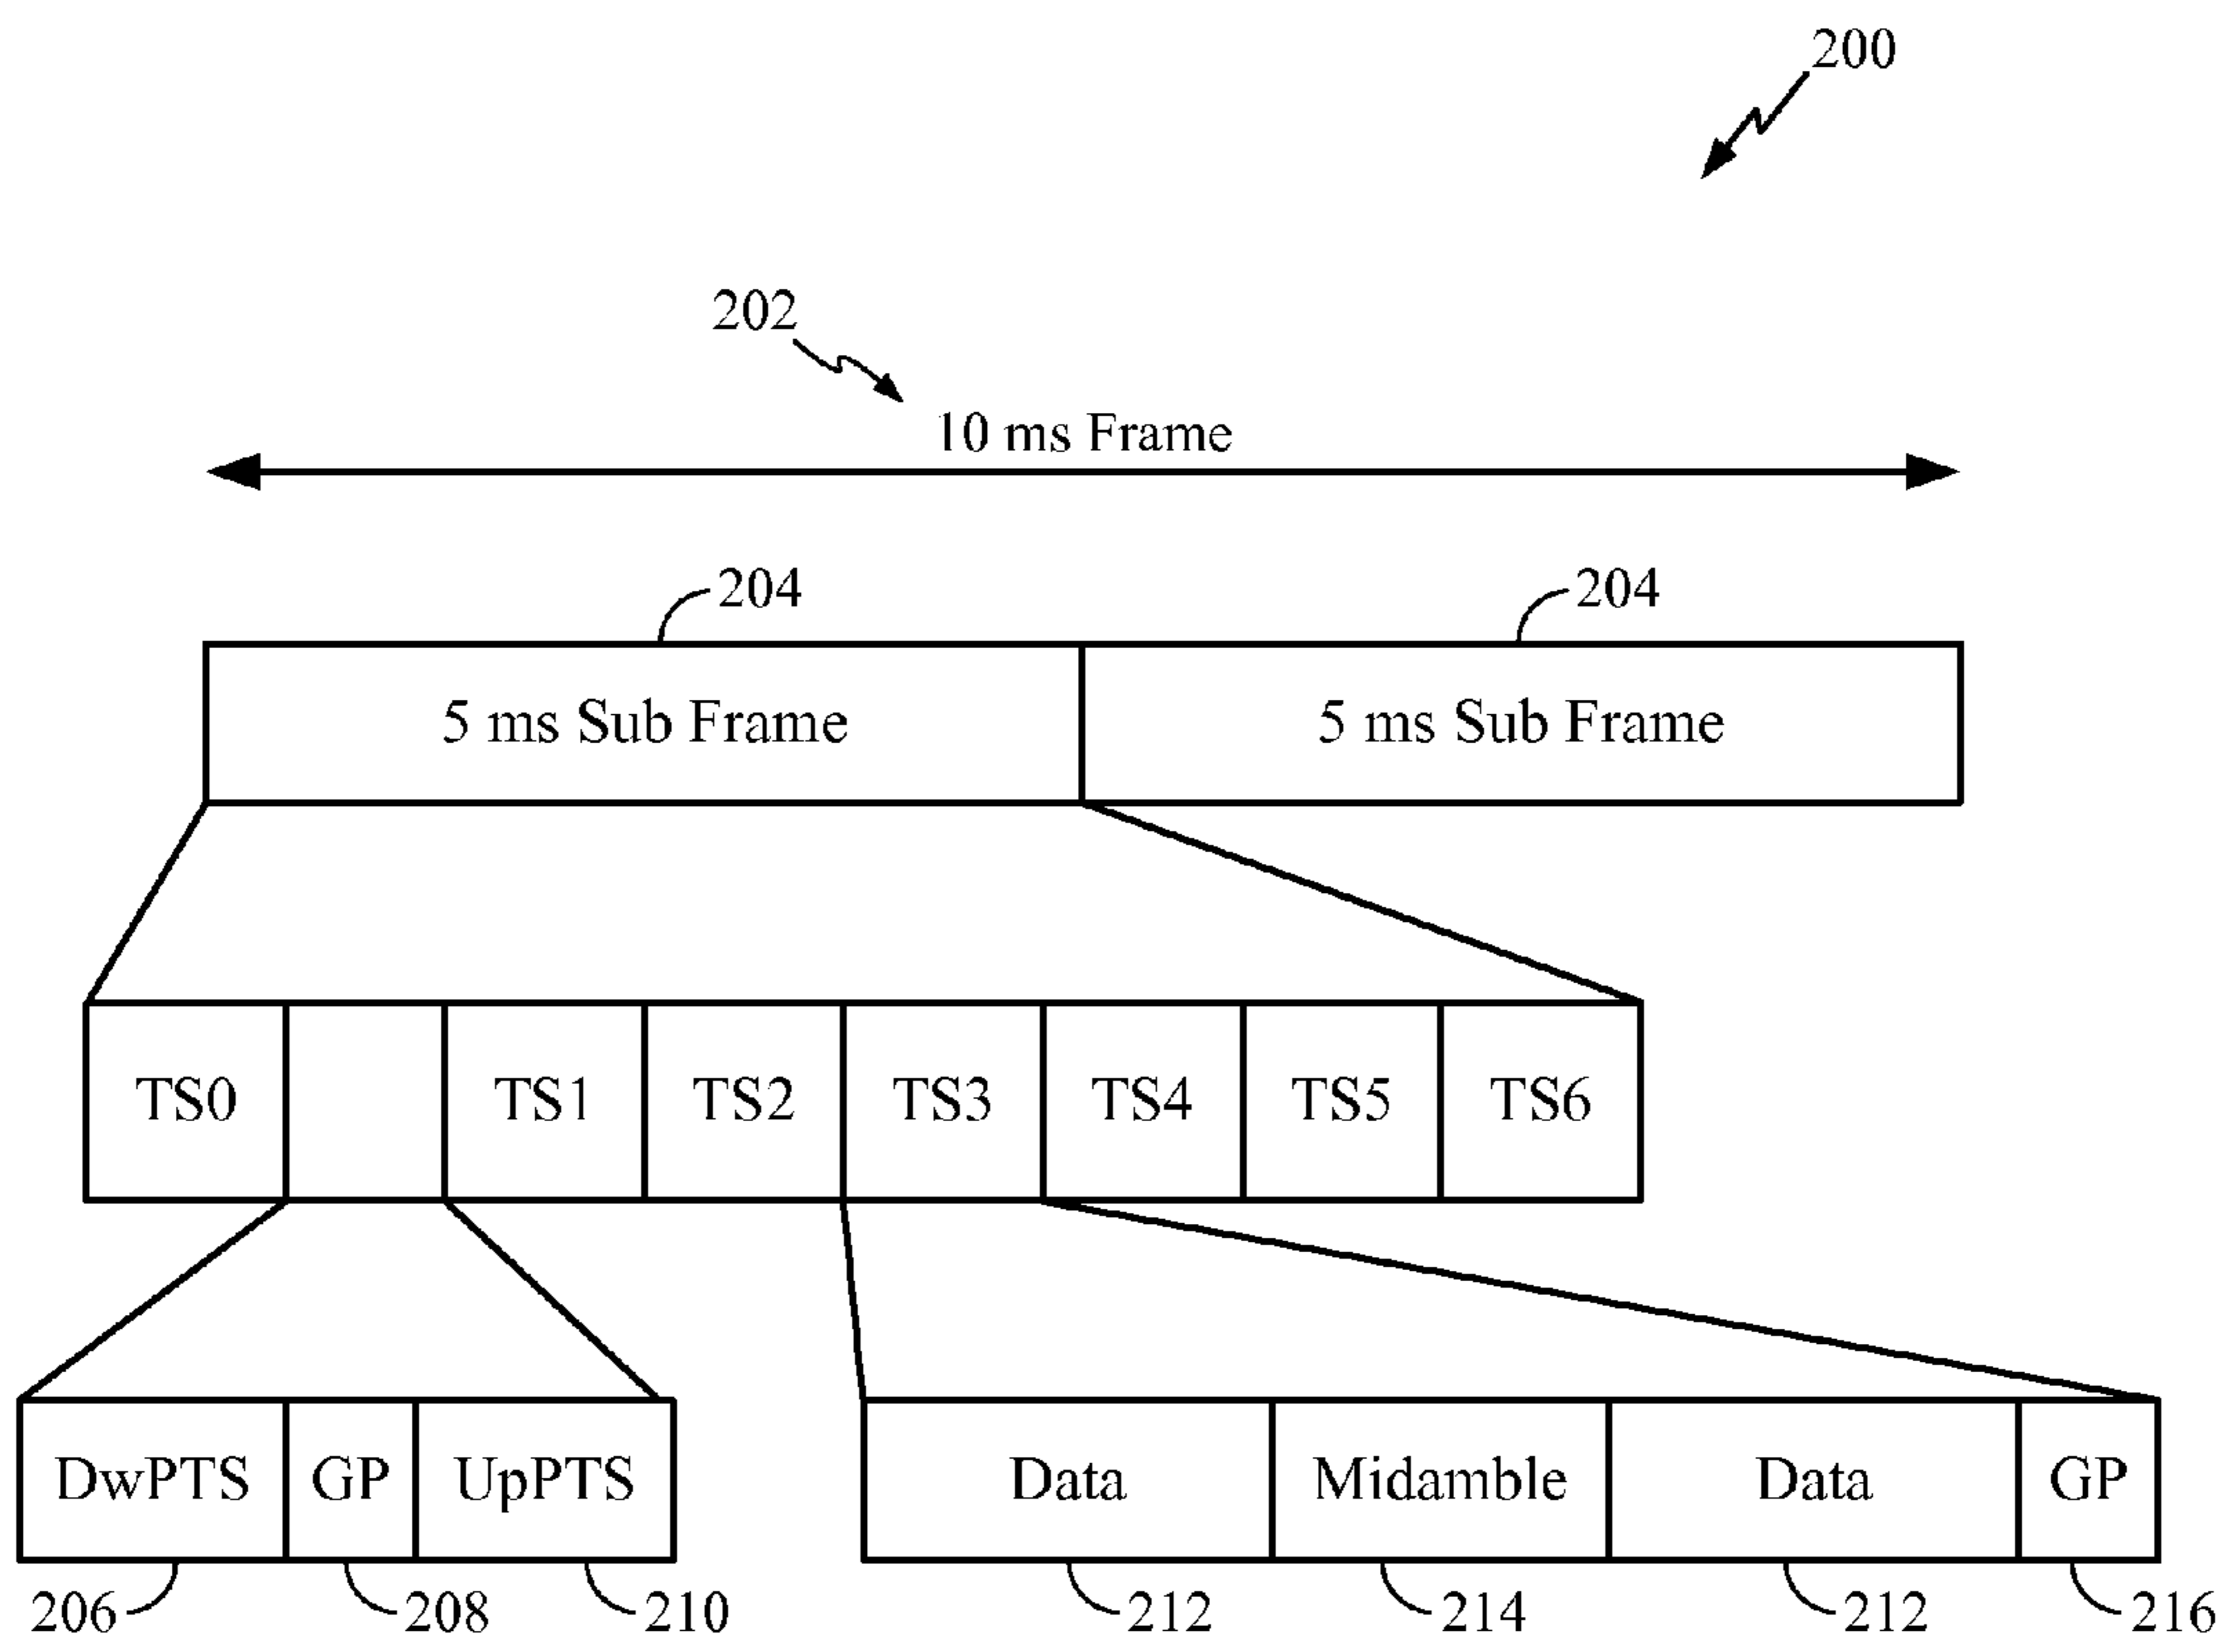 200
202
10 ms Frame
204 204
5 ms Sub Frame 5 ms Sub Frame
TS0 TS1 TS2 TS3 TS4 TS5 TS6
DwPTS GP UpPTS Data Midamble Data GP
206 208 210 212 214 212 216